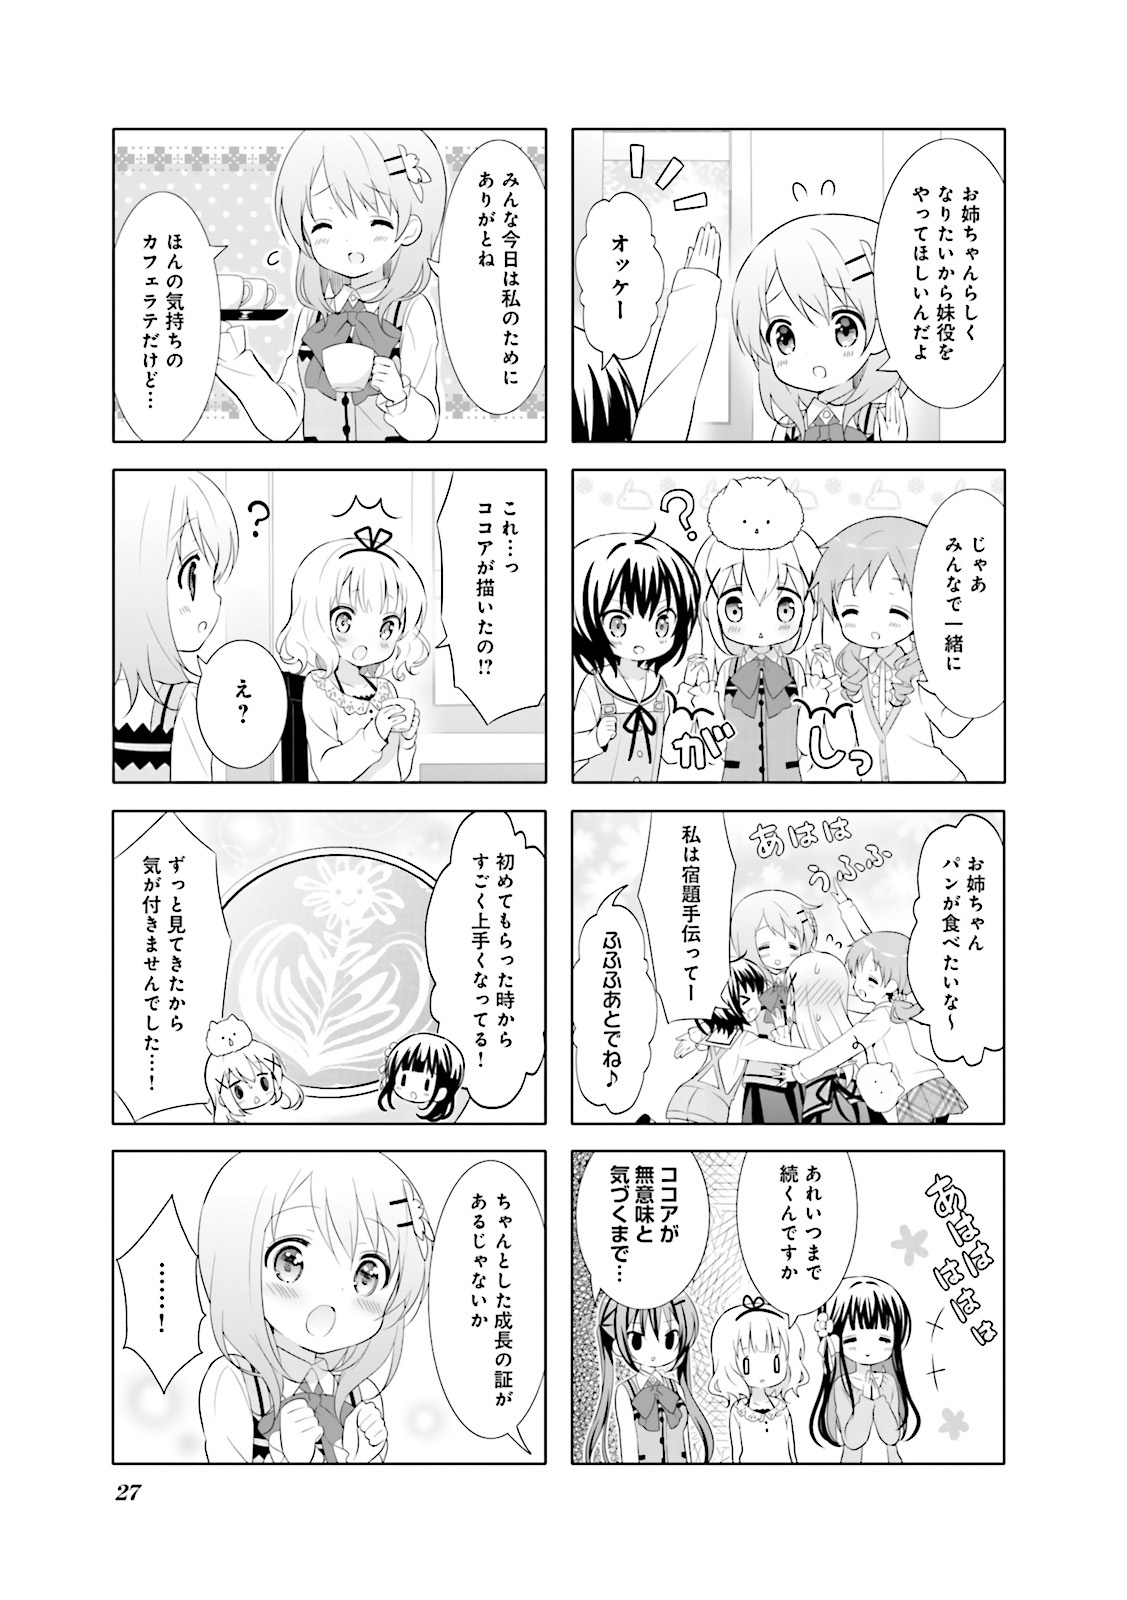 お姉ちゃんらしく
なりたいから妹役を
やってほしいんだよ
オッケー
じゃあ
みんなで一緒に
？
がしっ
お姉ちゃん
パンが食べたいな～
あははうふふ
私は宿題手伝ってー
ふふふあとでね♪
あははははは
あれいつまで
続くんですか
ココアが
無意味と
気づくまで…
みんな今日は私のために
ありがとね
ほんの気持ちの
カフェラテだけど…
これ…っ
ココアが描いたの!?
？
え？
初めてもらった時から
すごく上手くなってる！
ずっと見てきたから
気が付きませんでした…！
ちゃんとした成長の証が
あるじゃないか
……！
27